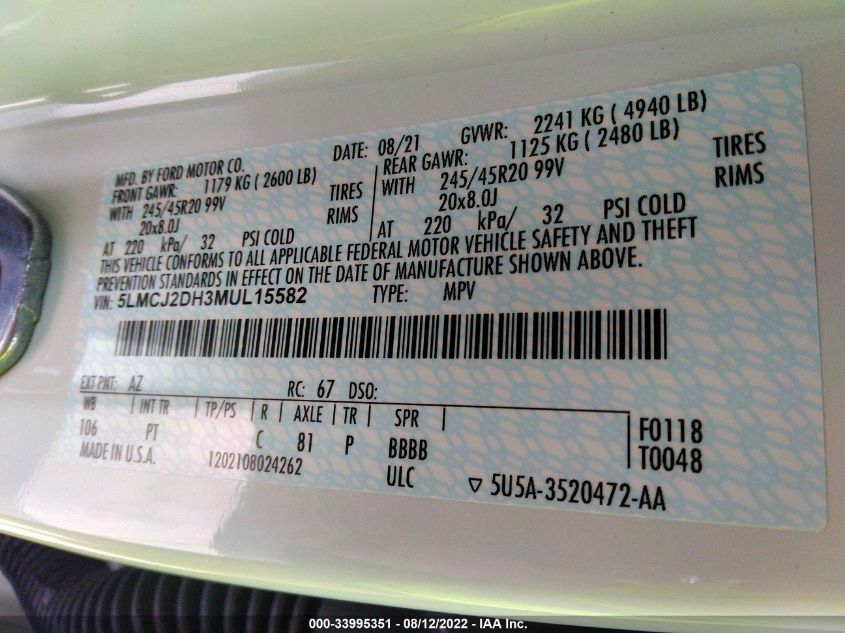 MFD. BY FORD MOTOR CO. DATE: 08/21 GVWR: 2241 KG ( 4940 LB)
FRONT GAWR: 1179 KG ( 2600 LB) REAR GAWR: 1125 KG ( 2480 LB)
WITH 245/45R20 99V TIRES WITH 245/45R20 99V TIRES
20x8.0J RIMS 20x8.0J RIMS
AT 220 kPa/ 32 PSI COLD AT 220 kPa/ 32 PSI COLD
THIS VEHICLE CONFORMS TO ALL APPLICABLE FEDERAL MOTOR VEHICLE SAFETY AND THEFT
PREVENTION STANDARDS IN EFFECT ON THE DATE OF MANUFACTURE SHOWN ABOVE.
VIN: 5LMCJ2DH3MUL15582 TYPE: MPV
EXT PNT: AZ RC: 67 DSO:
WB | INT TR | TP/PS | R | AXLE | TR | SPR |
106 PT C 81 P BBBB F0118
MADE IN U.S.A. 1202108024262 ULC T0048
▽ 5U5A-3520472-AA
000-33995351 - 08/12/2022 - IAA Inc.